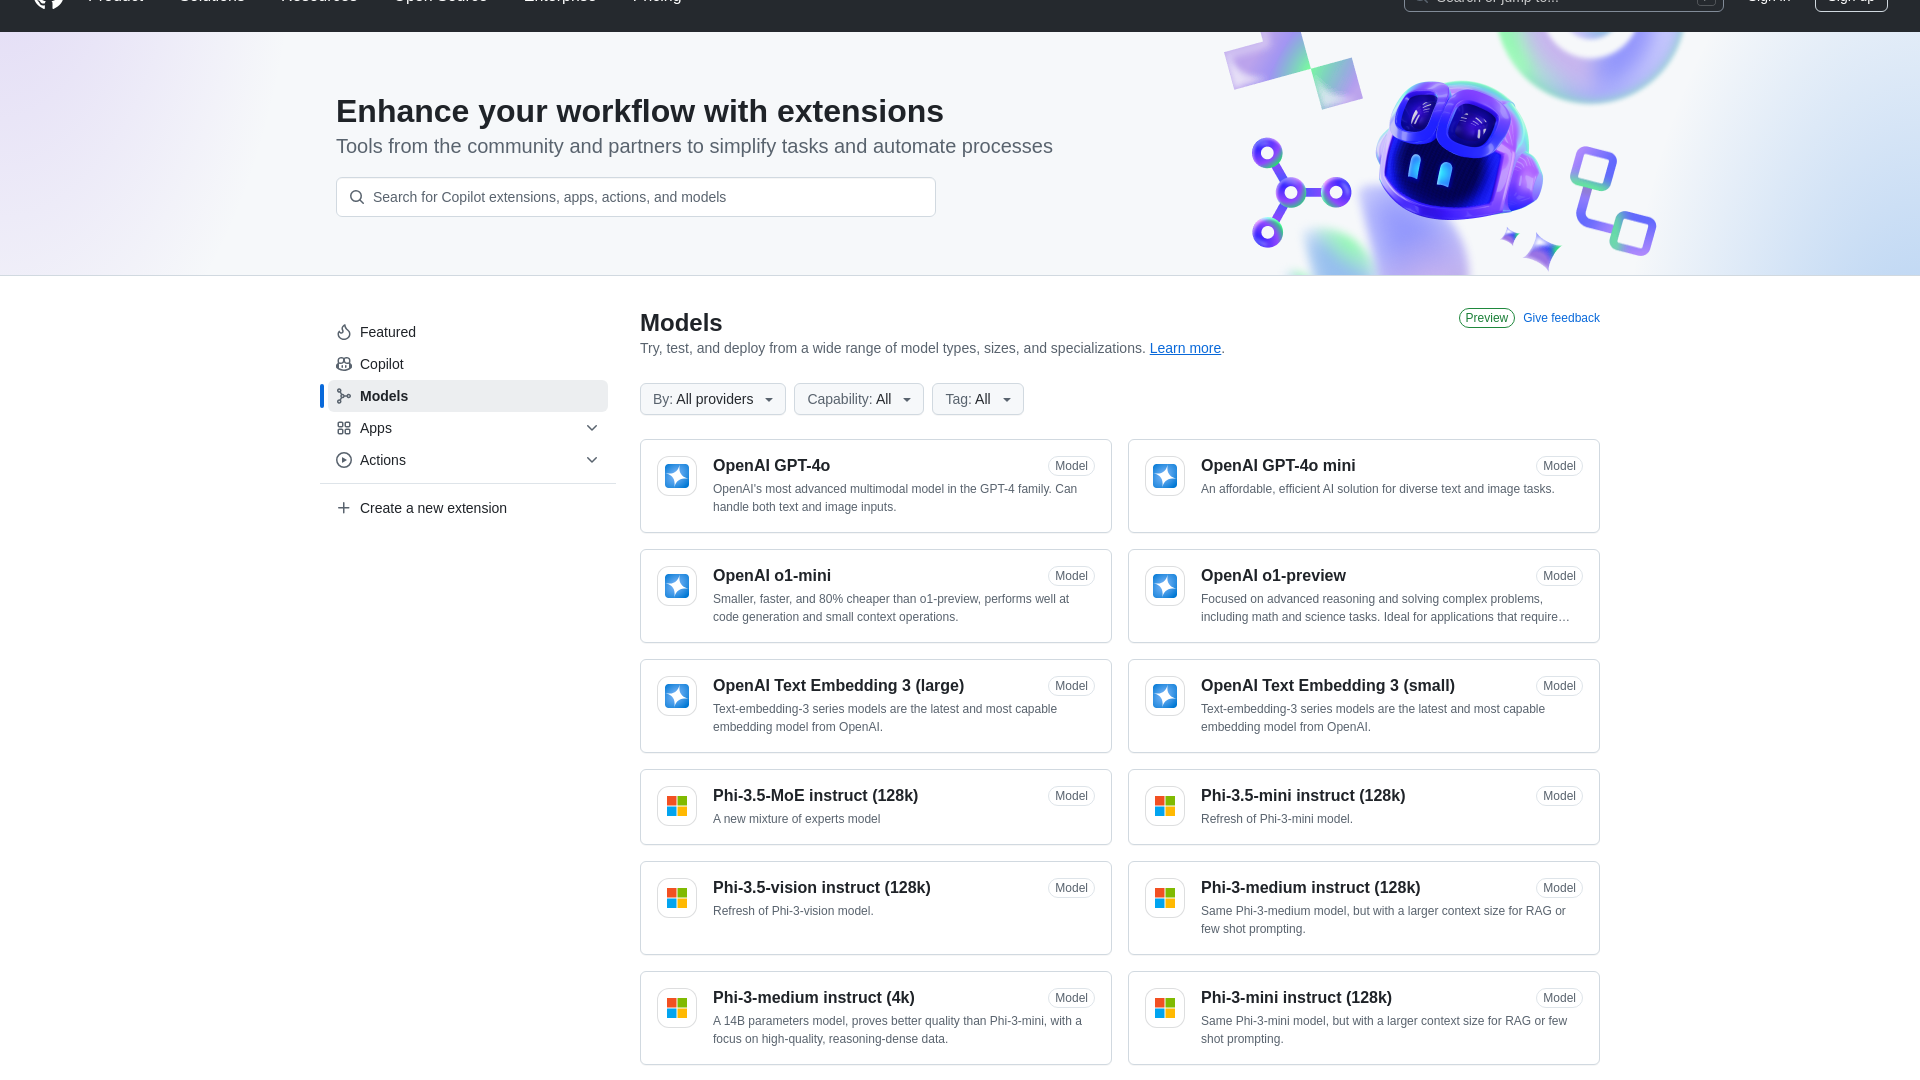 Product Solutions Resources Open Source Enterprise Pricing Search or jump to... / Sign in Sign up
Enhance your workflow with extensions
Tools from the community and partners to simplify tasks and automate processes
Search for Copilot extensions, apps, actions, and models
Featured
Copilot
Models
Apps
Actions
Create a new extension
Models
Preview Give feedback
Try, test, and deploy from a wide range of model types, sizes, and specializations. Learn more.
By: All providers Capability: All Tag: All
OpenAI GPT-4o Model
OpenAI's most advanced multimodal model in the GPT-4 family. Can
handle both text and image inputs.
OpenAI GPT-4o mini Model
An affordable, efficient AI solution for diverse text and image tasks.
OpenAI o1-mini Model
Smaller, faster, and 80% cheaper than o1-preview, performs well at
code generation and small context operations.
OpenAI o1-preview Model
Focused on advanced reasoning and solving complex problems,
including math and science tasks. Ideal for applications that require…
OpenAI Text Embedding 3 (large) Model
Text-embedding-3 series models are the latest and most capable
embedding model from OpenAI.
OpenAI Text Embedding 3 (small) Model
Text-embedding-3 series models are the latest and most capable
embedding model from OpenAI.
Phi-3.5-MoE instruct (128k) Model
A new mixture of experts model
Phi-3.5-mini instruct (128k) Model
Refresh of Phi-3-mini model.
Phi-3.5-vision instruct (128k) Model
Refresh of Phi-3-vision model.
Phi-3-medium instruct (128k) Model
Same Phi-3-medium model, but with a larger context size for RAG or
few shot prompting.
Phi-3-medium instruct (4k) Model
A 14B parameters model, proves better quality than Phi-3-mini, with a
focus on high-quality, reasoning-dense data.
Phi-3-mini instruct (128k) Model
Same Phi-3-mini model, but with a larger context size for RAG or few
shot prompting.